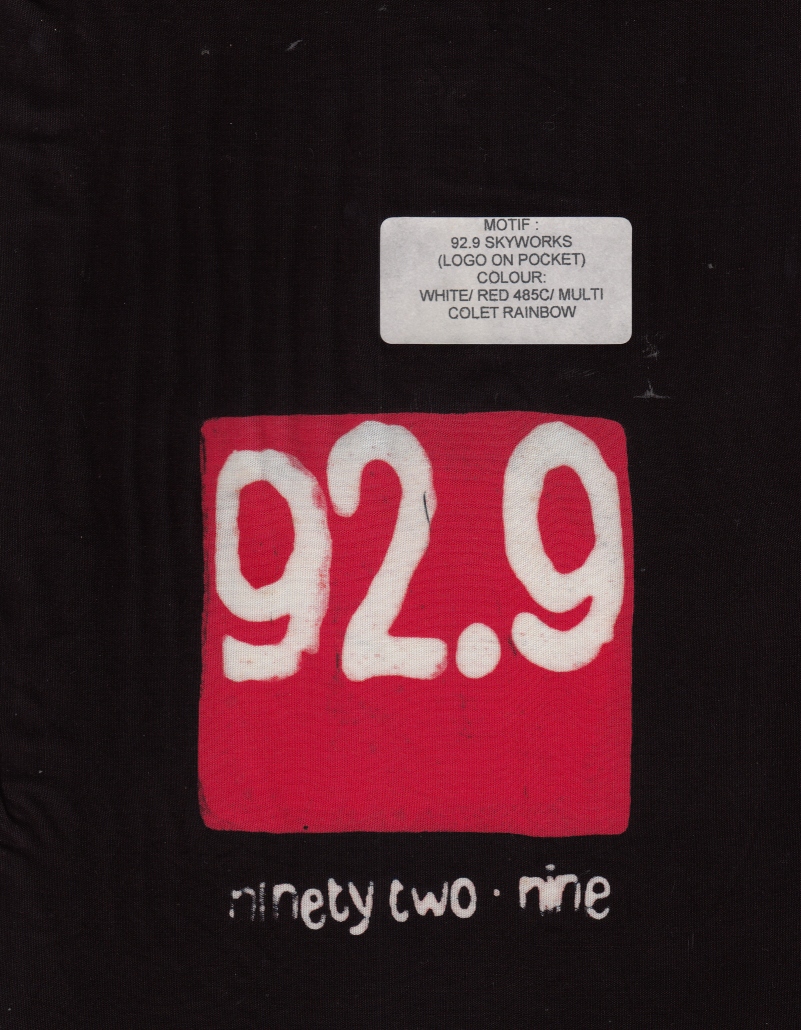 MOTIF :
92.9 SKYWORKS
(LOGO ON POCKET)
COLOUR:
WHITE/ RED 485C/ MULTI
COLET RAINBOW
92.9
ninety two · nine